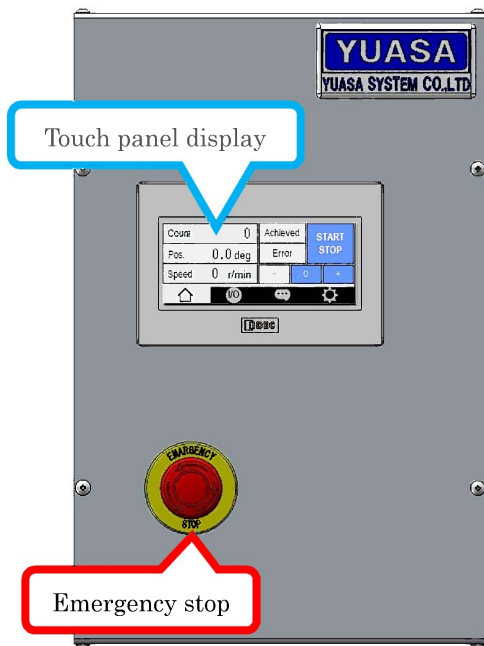 YUASA
YUASA SYSTEM CO.,LTD
Touch panel display
Count 0 Achieved START STOP
Pos. 0.0 deg Error
Speed 0 r/min - 0 +
I/O
IDEC
EMARGENCY
STOP
Emergency stop